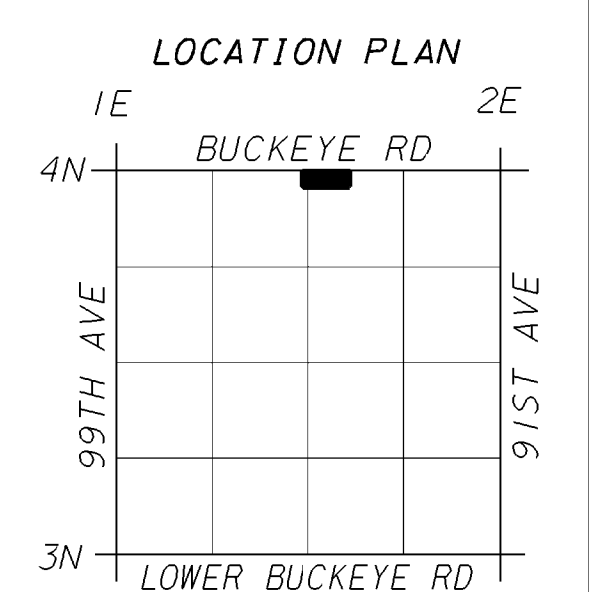 LOCATION PLAN
1E
2E
BUCKEYE RD
4N
99TH AVE
91ST AVE
3N
LOWER BUCKEYE RD